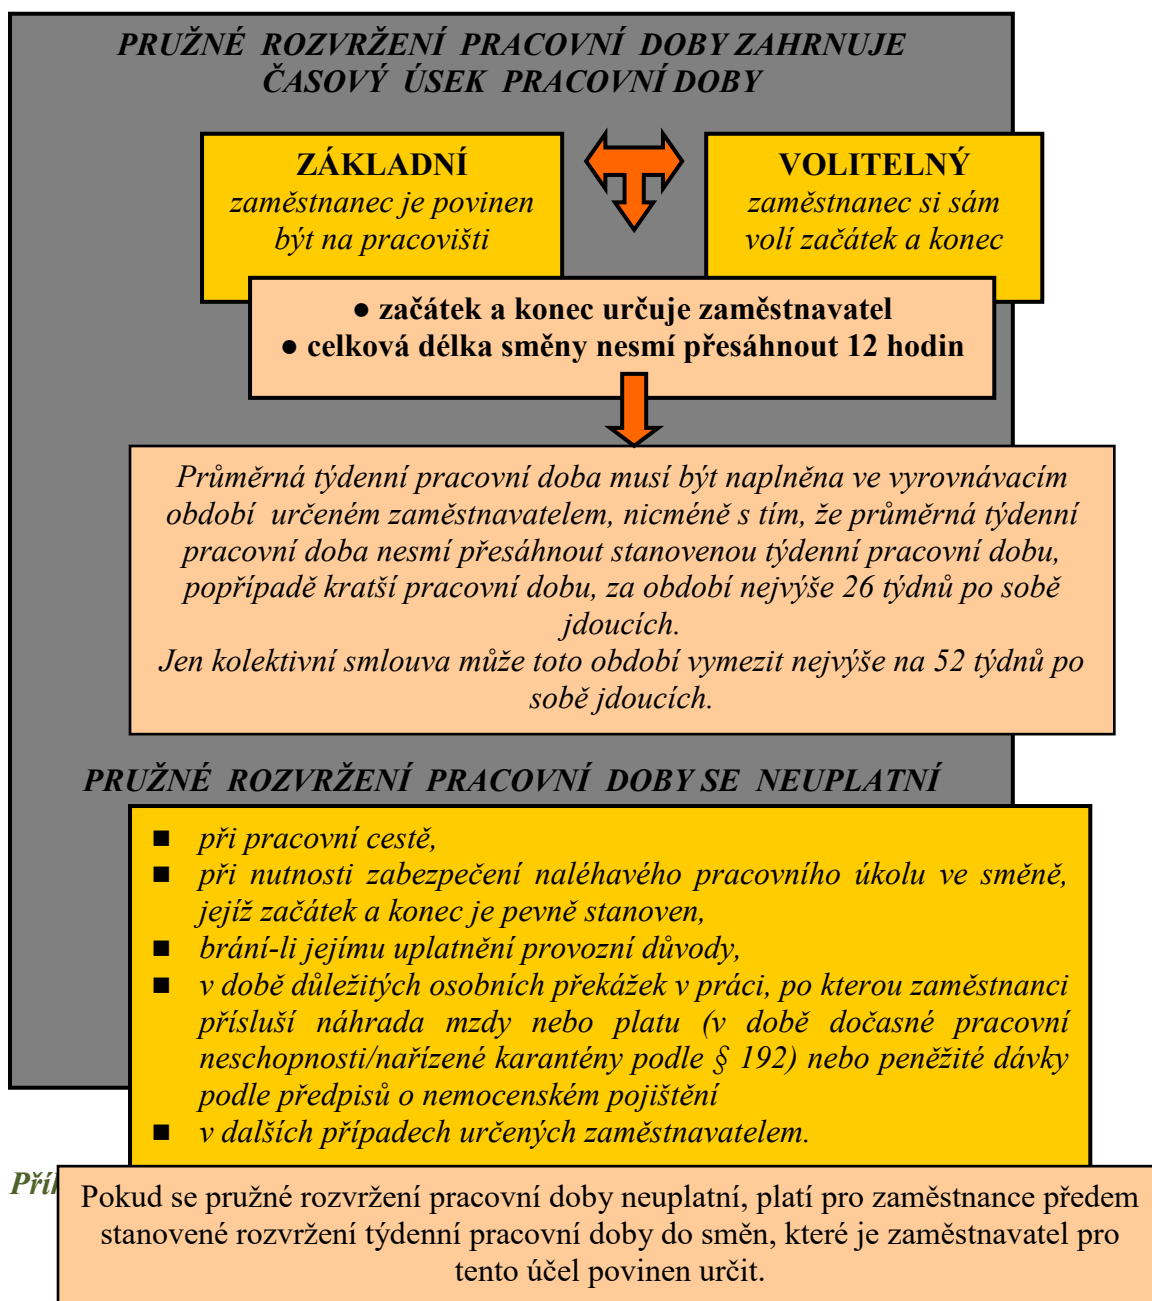 PRUŽNÉ ROZVRŽENÍ PRACOVNÍ DOBY ZAHRNUJE
ČASOVÝ ÚSEK PRACOVNÍ DOBY
ZÁKLADNÍ
zaměstnanec je povinen
být na pracovišti
VOLITELNÝ
zaměstnanec si sám
volí začátek a konec
● začátek a konec určuje zaměstnavatel
● celková délka směny nesmí přesáhnout 12 hodin
Průměrná týdenní pracovní doba musí být naplněna ve vyrovnávacím
období určeném zaměstnavatelem, nicméně s tím, že průměrná týdenní
pracovní doba nesmí přesáhnout stanovenou týdenní pracovní dobu,
popřípadě kratší pracovní dobu, za období nejvýše 26 týdnů po sobě
jdoucích.
Jen kolektivní smlouva může toto období vymezit nejvýše na 52 týdnů po
sobě jdoucích.
PRUŽNÉ ROZVRŽENÍ PRACOVNÍ DOBY SE NEUPLATNÍ
■ při pracovní cestě,
■ při nutnosti zabezpečení naléhavého pracovního úkolu ve směně,
jejíž začátek a konec je pevně stanoven,
■ brání-li jejímu uplatnění provozní důvody,
■ v době důležitých osobních překážek v práci, po kterou zaměstnanci
přísluší náhrada mzdy nebo platu (v době dočasné pracovní
neschopnosti/nařízené karantény podle § 192) nebo peněžité dávky
podle předpisů o nemocenském pojištění
■ v dalších případech určených zaměstnavatelem.
Pokud se pružné rozvržení pracovní doby neuplatní, platí pro zaměstnance předem
stanovené rozvržení týdenní pracovní doby do směn, které je zaměstnavatel pro
tento účel povinen určit.